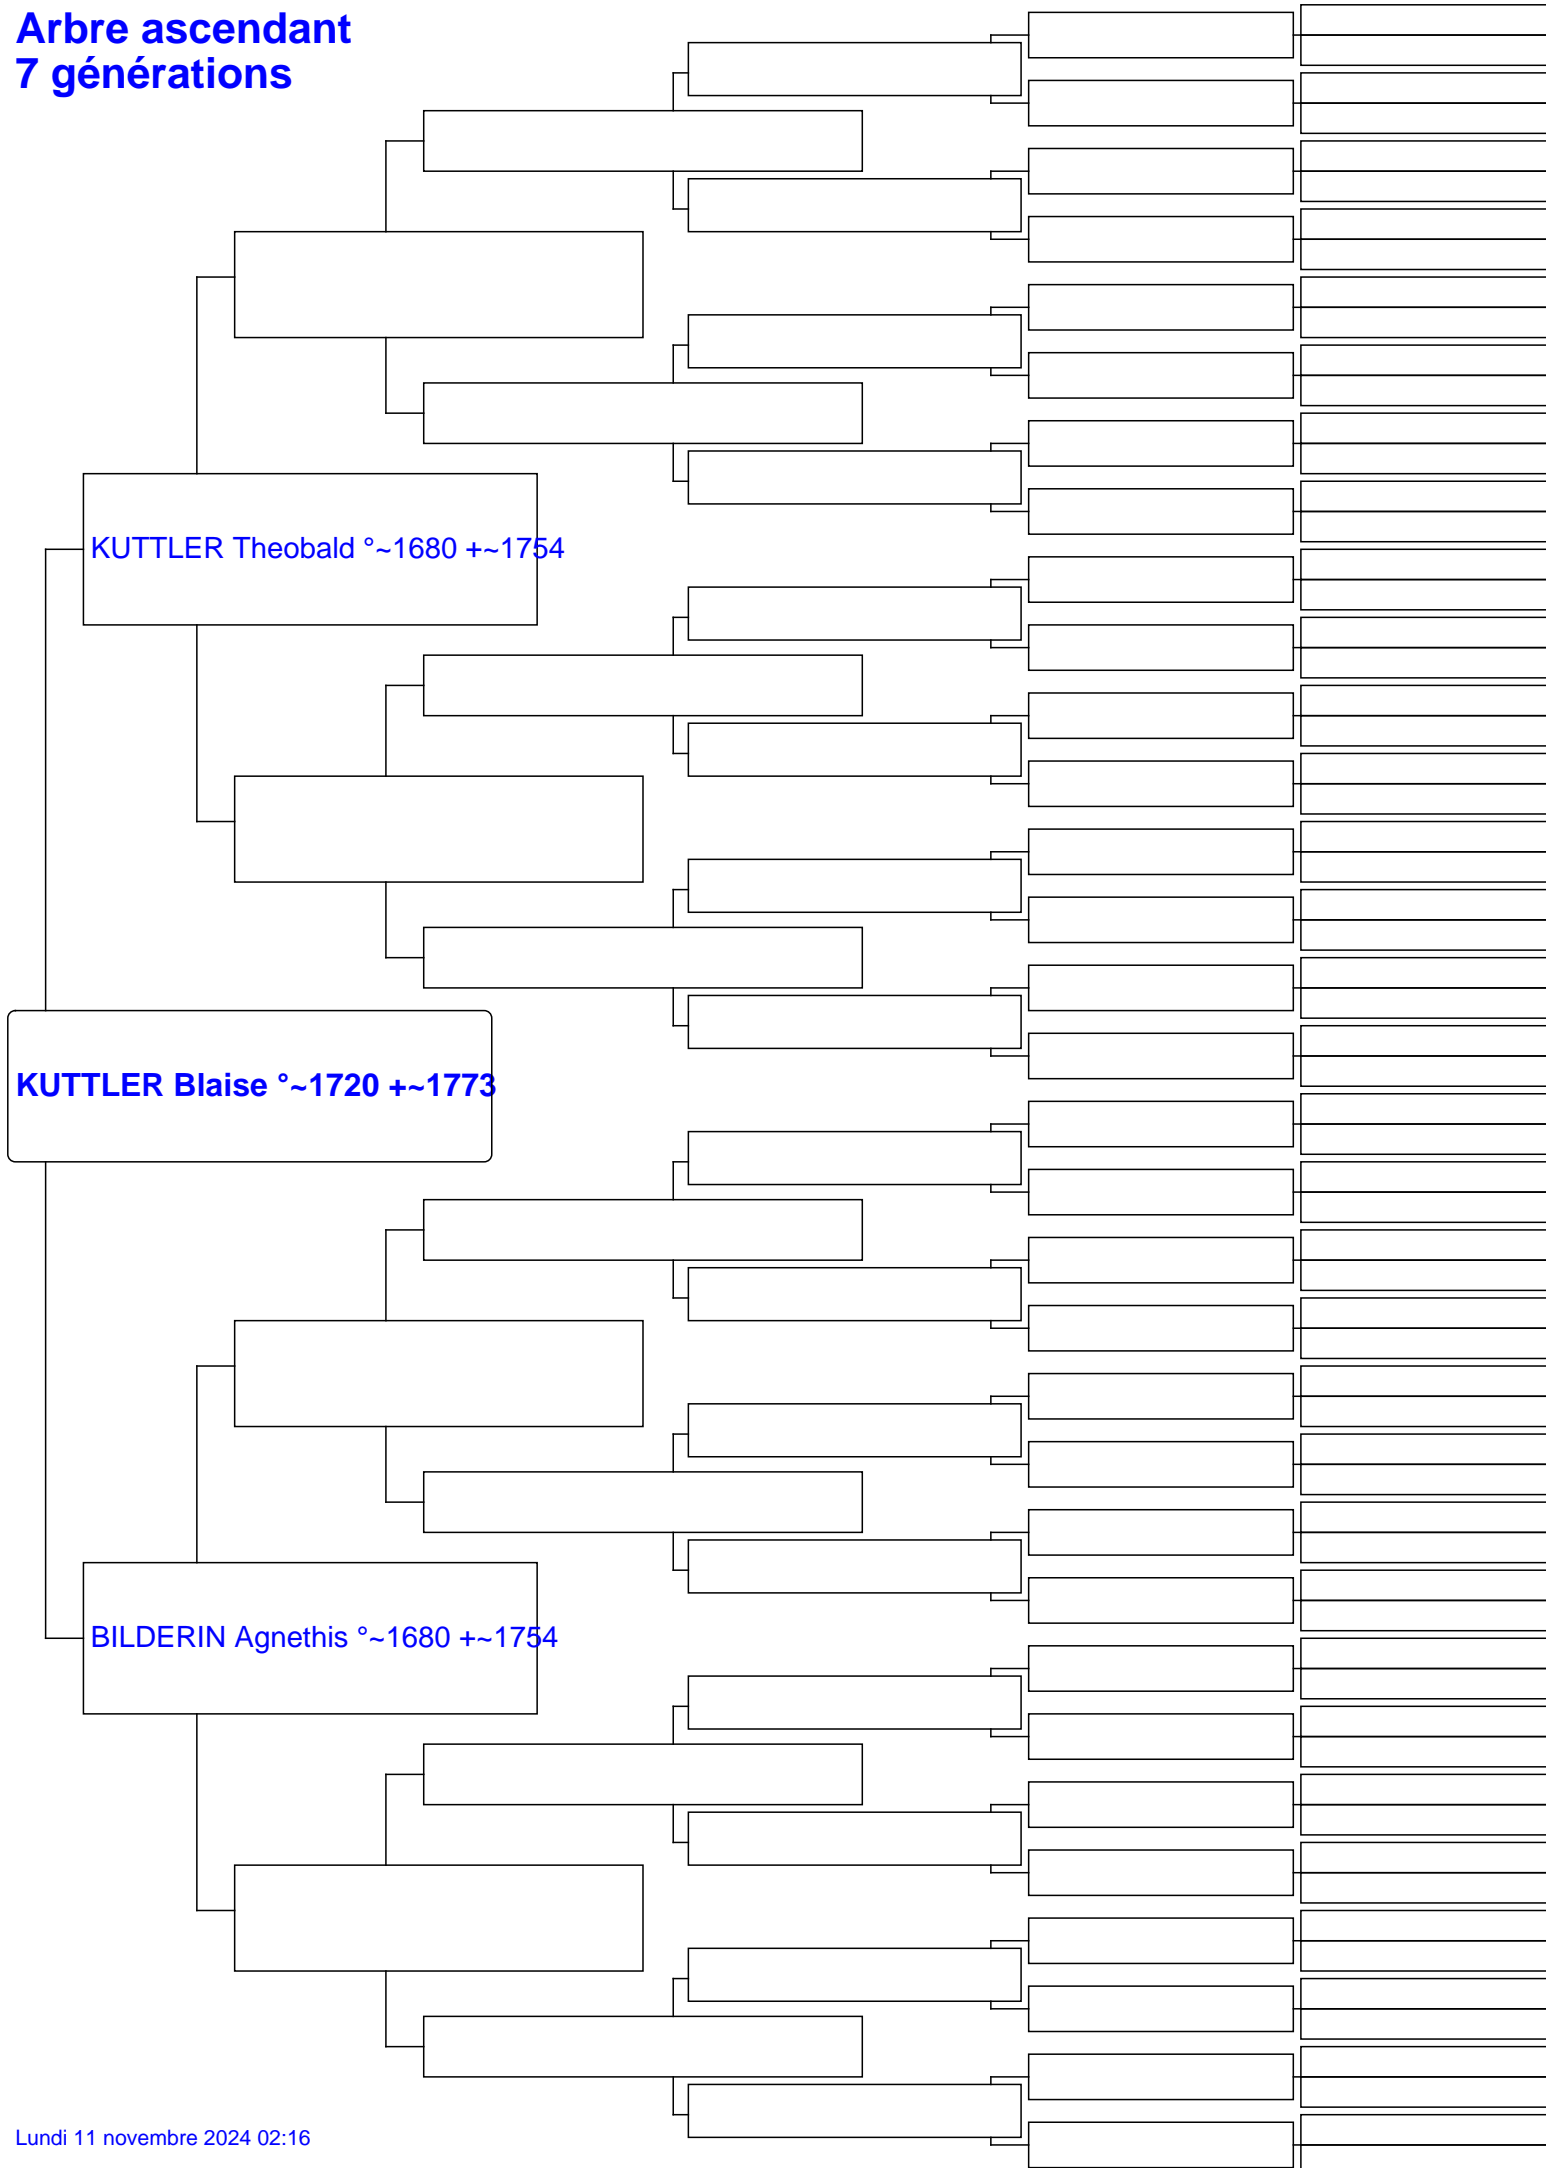 Arbre ascendant
7 générations
KUTTLER Theobald °~1680 +~1754
KUTTLER Blaise °~1720 +~1773
BILDERIN Agnethis °~1680 +~1754
Lundi 11 novembre 2024 02:16